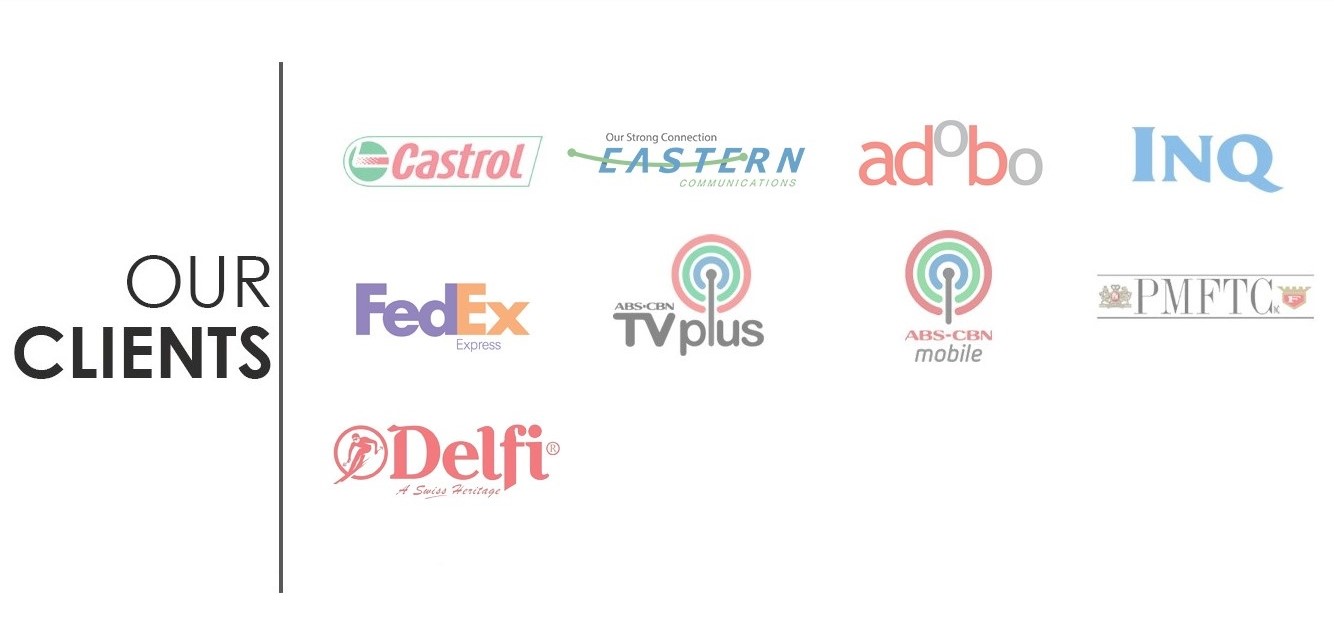 OUR
CLIENTS
Castrol
Our Strong Connection
EASTERN
COMMUNICATIONS
adobo
INQ
FedEx
Express
ABS-CBN
TVplus
ABS-CBN
mobile
PMFTC
Delfi®
A Swiss Heritage